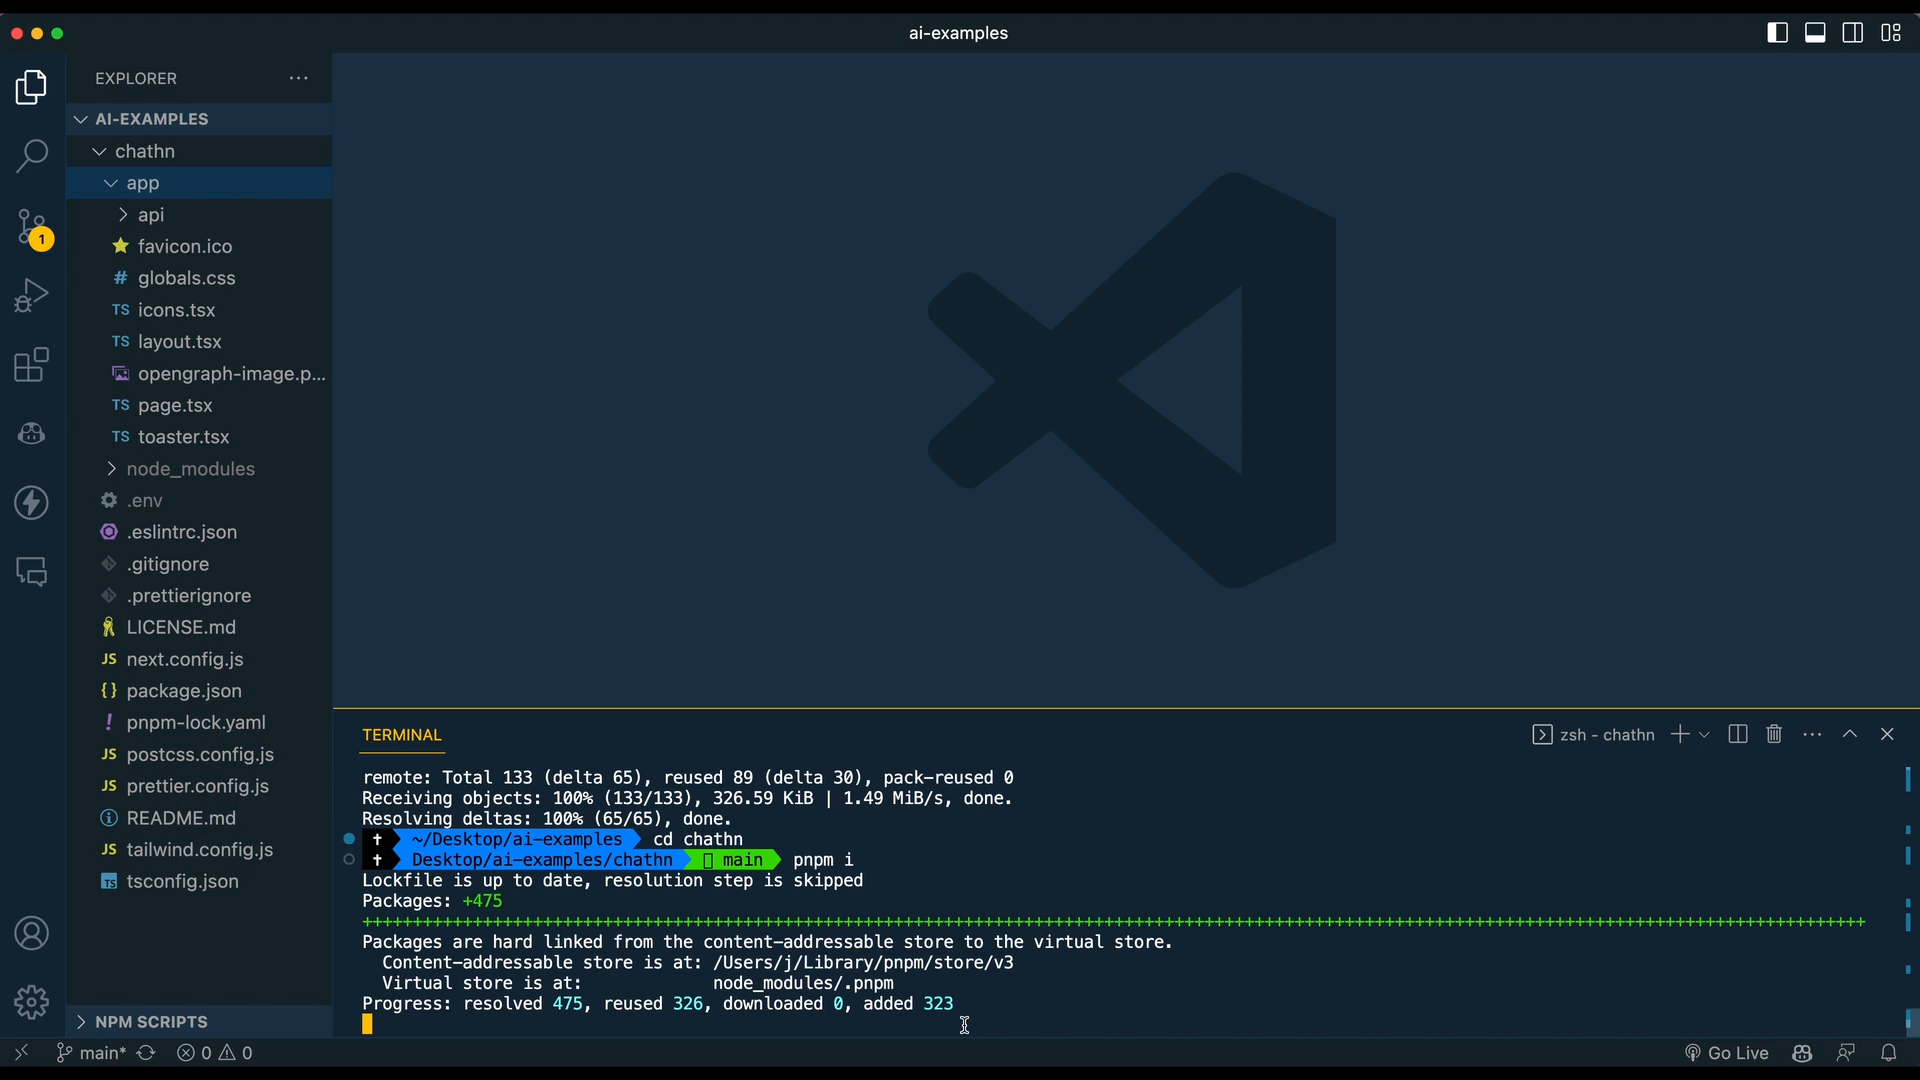 ai-examples
EXPLORER
AI-EXAMPLES
chathn
app
api
favicon.ico
# globals.css
TS icons.tsx
TS layout.tsx
opengraph-image.p...
TS page.tsx
TS toaster.tsx
node_modules
.env
.eslintrc.json
.gitignore
.prettierignore
LICENSE.md
JS next.config.js
{} package.json
! pnpm-lock.yaml
JS postcss.config.js
JS prettier.config.js
README.md
JS tailwind.config.js
TS tsconfig.json
NPM SCRIPTS
1
TERMINAL
zsh - chathn
remote: Total 133 (delta 65), reused 89 (delta 30), pack-reused 0
Receiving objects: 100% (133/133), 326.59 KiB | 1.49 MiB/s, done.
Resolving deltas: 100% (65/65), done.
† ~/Desktop/ai-examples cd chathn
† Desktop/ai-examples/chathn main pnpm i
Lockfile is up to date, resolution step is skipped
Packages: +475
++++++++++++++++++++++++++++++++++++++++++++++++++++++++++++++++++++++++++++++++++++++++++++++++++++++++++++++++++++++++++++++++++++++++++++++++++++++
Packages are hard linked from the content-addressable store to the virtual store.
Content-addressable store is at: /Users/j/Library/pnpm/store/v3
Virtual store is at: node_modules/.pnpm
Progress: resolved 475, reused 326, downloaded 0, added 323
main* 0 0
Go Live